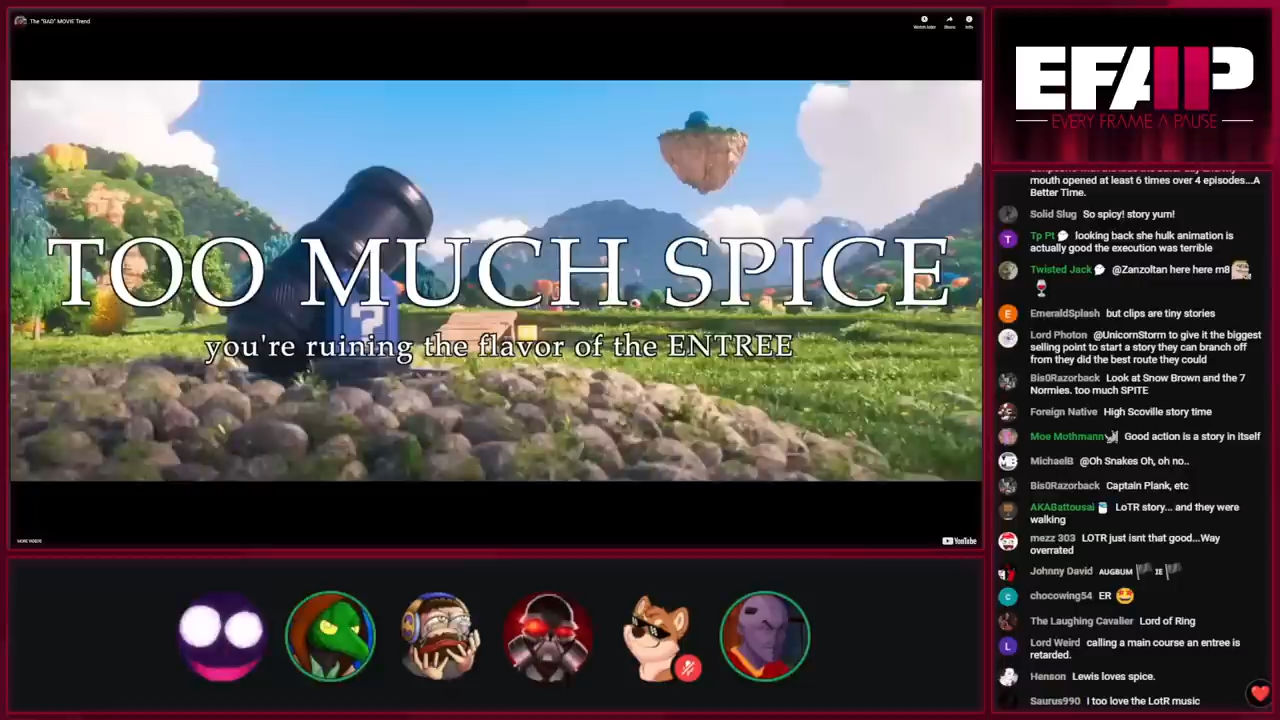 The "BAD" MOVIE Trend
Watch later
Share
Info
TOO MUCH SPICE
you're ruining the flavor of the ENTREE
?
MORE VIDEOS
YouTube
EFAP
EVERY FRAME A PAUSE
mouth opened at least 6 times over 4 episodes...A
Better Time.
Solid Slug So spicy! story yum!
Tp Pt looking back she hulk animation is
actually good the execution was terrible
Twisted Jack @Zanzoltan here here m8
EmeraldSplash but clips are tiny stories
Lord Photon @UnicornStorm to give it the biggest
selling point to start a story they can branch off
from they did the best route they could
Bis0Razorback Look at Snow Brown and the 7
Normies. too much SPITE
Foreign Native High Scoville story time
Moe Mothmann Good action is a story in itself
MichaelB @Oh Snakes Oh, oh no..
Bis0Razorback Captain Plank, etc
AKABattousai LoTR story... and they were
walking
mezz 303 LOTR just isnt that good...Way
overrated
Johnny David AUGBUM IE
chocowing54 ER
The Laughing Cavalier Lord of Ring
Lord Weird calling a main course an entree is
retarded.
Henson Lewis loves spice.
Saurus990 I too love the LotR music